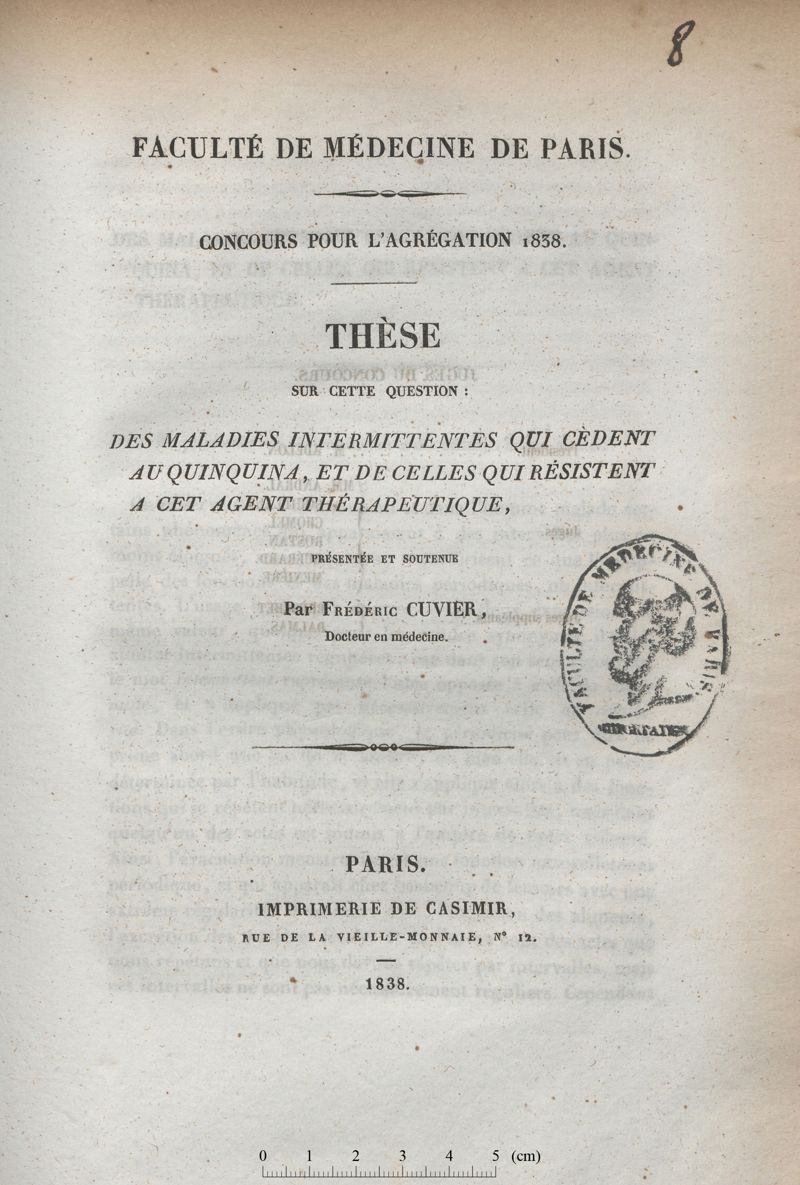 8
FACULTÉ DE MÉDECINE DE PARIS.
CONCOURS POUR L'AGRÉGATION 1838.
THÈSE
SUR CETTE QUESTION :
DES MALADIES INTERMITTENTES QUI CÈDENT
AU QUINQUINA, ET DE CELLES QUI RÉSISTENT
A CET AGENT THÉRAPEUTIQUE,
PRÉSENTÉE ET SOUTENUE
Par FRÉDÉRIC CUVIER,
Docteur en médecine.
FACULTE DE MEDECINE DE PARIS
PARIS.
IMPRIMERIE DE CASIMIR,
RUE DE LA VIEILLE-MONNAIE, N° 12.
1838.
0 1 2 3 4 5 (cm)